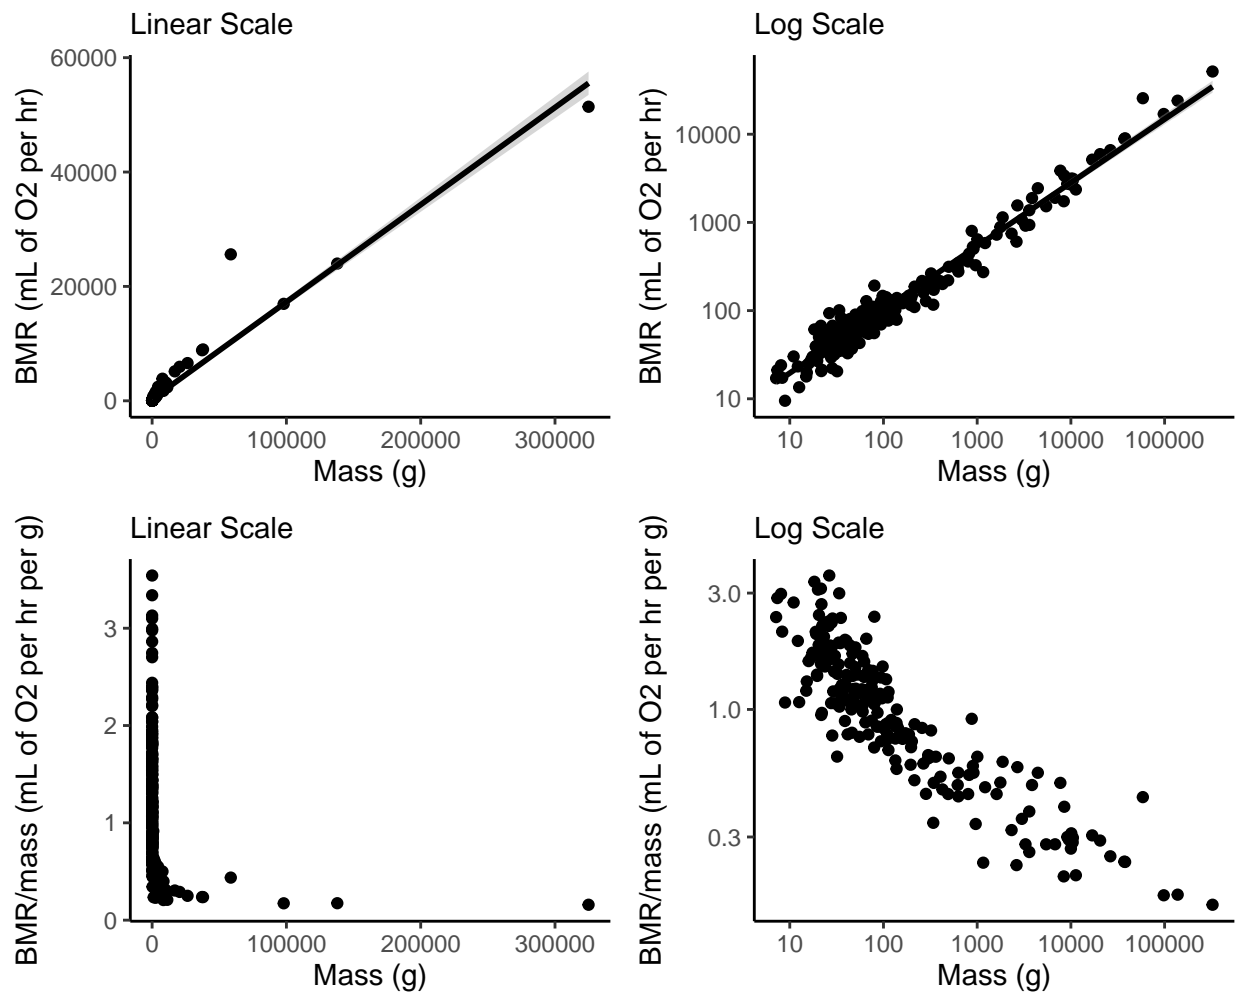 Linear Scale
BMR (mL of O2 per hr)
60000
40000
20000
0
0 100000 200000 300000
Mass (g)
Log Scale
BMR (mL of O2 per hr)
10000
1000
100
10
10 100 1000 10000 100000
Mass (g)
Linear Scale
BMR/mass (mL of O2 per hr per g)
3
2
1
0
0 100000 200000 300000
Mass (g)
Log Scale
BMR/mass (mL of O2 per hr per g)
3.0
1.0
0.3
10 100 1000 10000 100000
Mass (g)